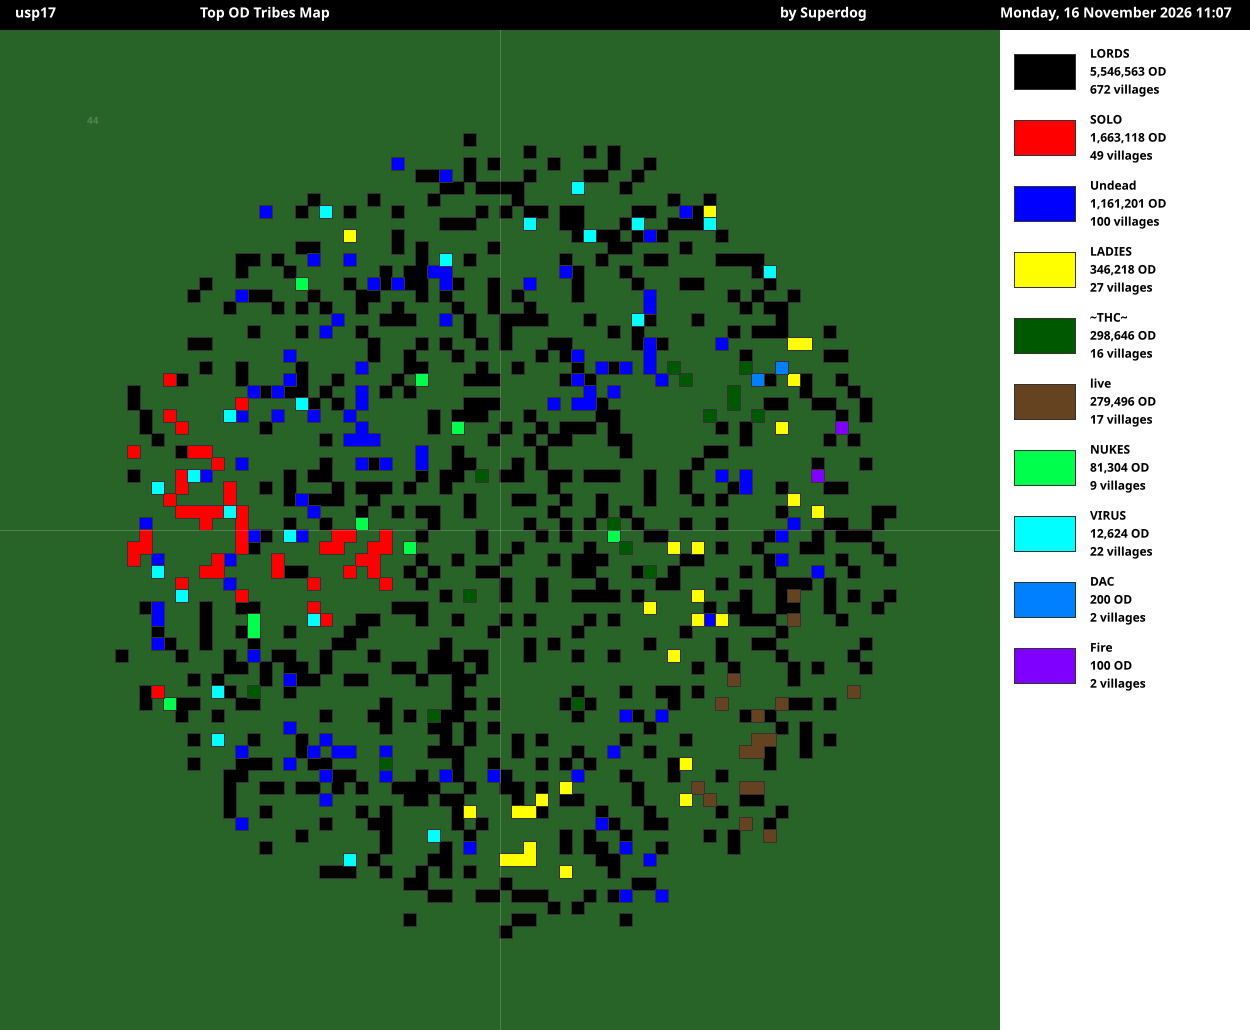 usp17 Top OD Tribes Map by Superdog Monday, 16 November 2026 11:07
44
LORDS
5,546,563 OD
672 villages
SOLO
1,663,118 OD
49 villages
Undead
1,161,201 OD
100 villages
LADIES
346,218 OD
27 villages
~THC~
298,646 OD
16 villages
live
279,496 OD
17 villages
NUKES
81,304 OD
9 villages
VIRUS
12,624 OD
22 villages
DAC
200 OD
2 villages
Fire
100 OD
2 villages